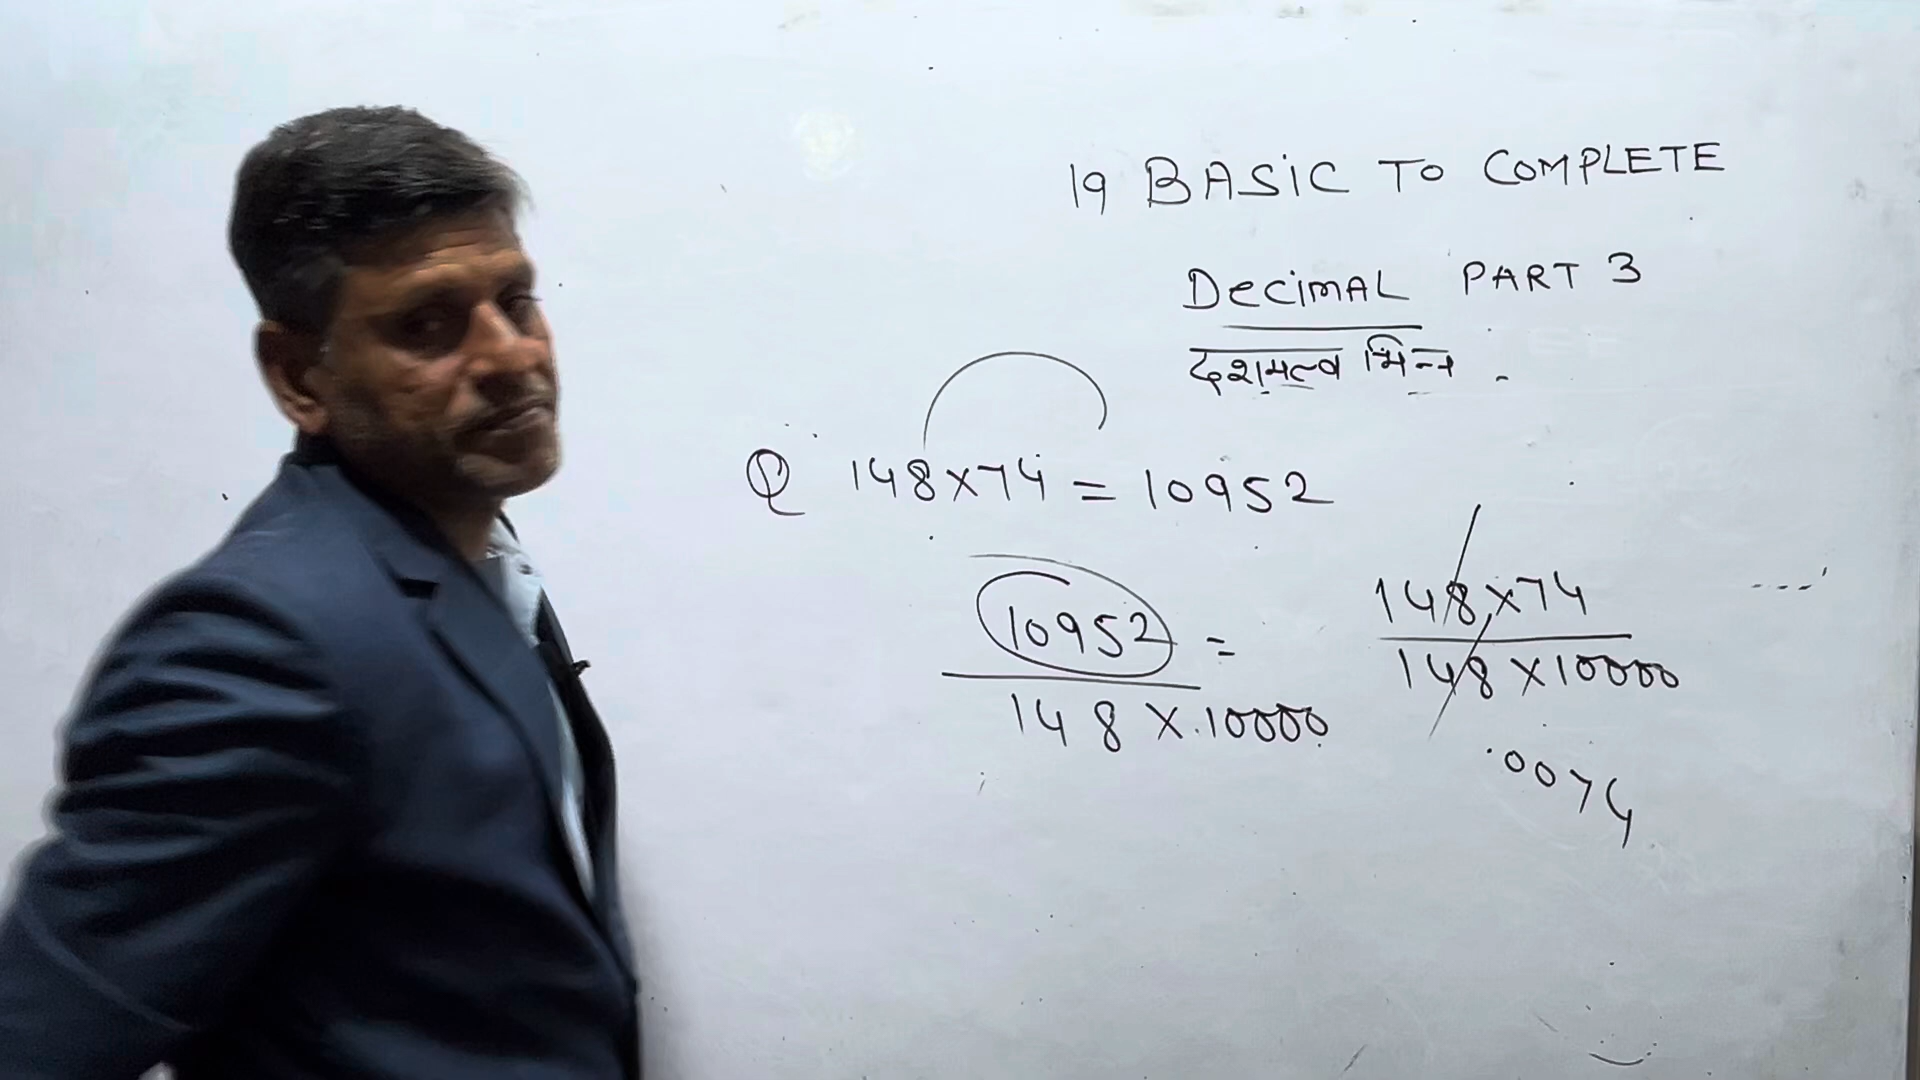 19 BASIC TO COMPLETE
DECIMAL PART 3
दशमलव भिन्न
Q 148×74 = 10952
10952 = 148×74
148×10000 148×10000
.0074